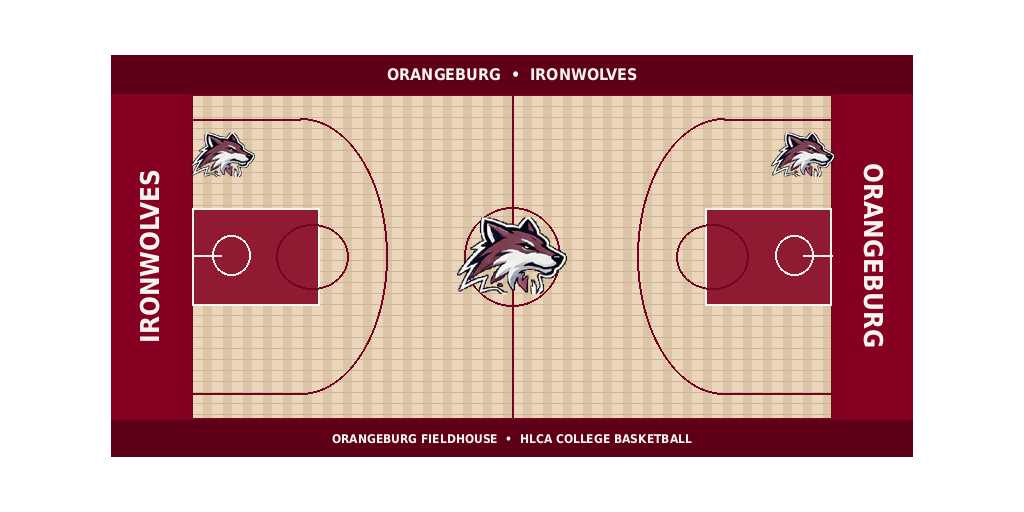 ORANGEBURG • IRONWOLVES
IRONWOLVES
ORANGEBURG
ORANGEBURG FIELDHOUSE • HLCA COLLEGE BASKETBALL